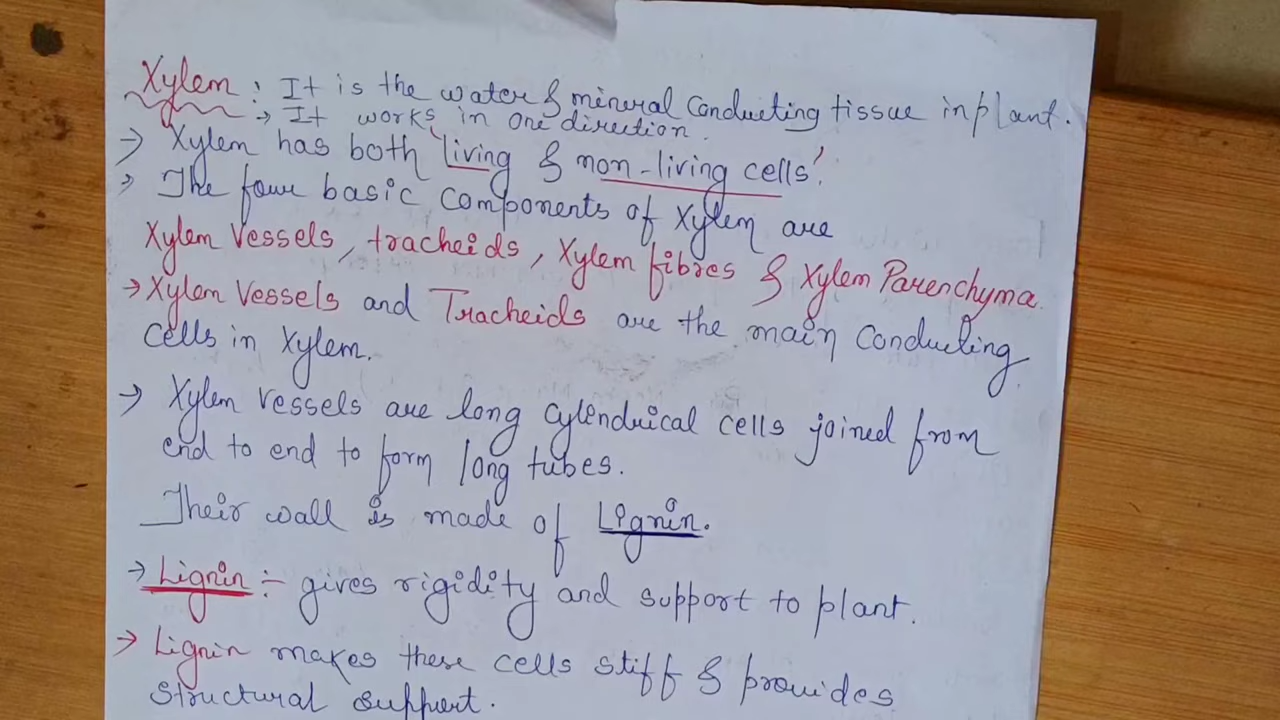 Xylem : It is the water & mineral conducting tissue in plant.
→ It works in one direction.
→ Xylem has both living & non-living cells.
→ The four basic components of Xylem are
Xylem Vessels, tracheids, Xylem fibres & Xylem Parenchyma.
→ Xylem Vessels and Tracheids are the main conducting
cells in Xylem.
→ Xylem vessels are long cylendrical cells joined from
end to end to form long tubes.
Their wall is made of Lignin.
→ Lignin :- gives rigidity and support to plant.
→ Lignin makes these cells stiff & provides
structural support.